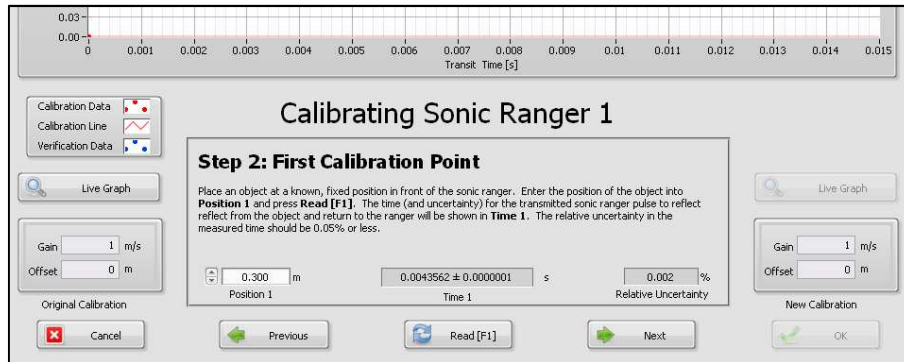 0.03
0.00
0 0.001 0.002 0.003 0.004 0.005 0.006 0.007 0.008 0.009 0.01 0.011 0.012 0.013 0.014 0.015
Transit Time [s]
Calibration Data
Calibration Line
Verification Data
Calibrating Sonic Ranger 1
Step 2: First Calibration Point
Place an object at a known, fixed position in front of the sonic ranger. Enter the position of the object into
Position 1 and press Read [F1]. The time (and uncertainty) for the transmitted sonic ranger pulse to reflect
reflect from the object and return to the ranger will be shown in Time 1. The relative uncertainty in the
measured time should be 0.05% or less.
0.300 m
Position 1
0.0043562 ± 0.0000001 s
Time 1
0.002 %
Relative Uncertainty
Live Graph
Gain 1 m/s
Offset 0 m
Original Calibration
Live Graph
Gain 1 m/s
Offset 0 m
New Calibration
Cancel
Previous
Read [F1]
Next
OK